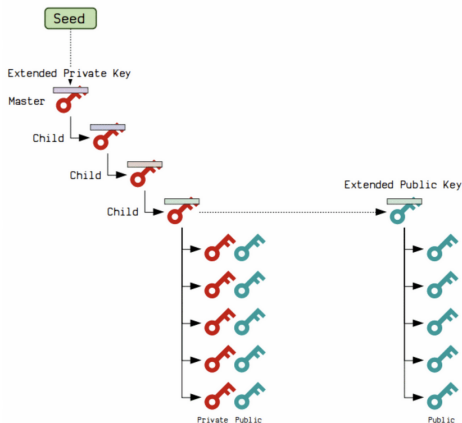 Seed
Extended Private Key
Master
Child
Child
Extended Public Key
Child
Private Public
Public